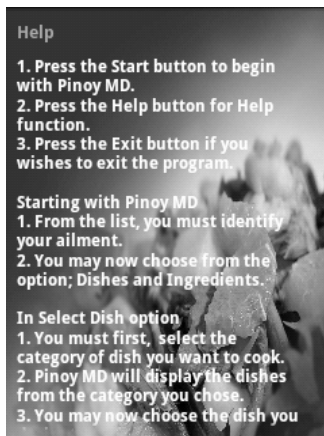 Help
1. Press the Start button to begin
with Pinoy MD.
2. Press the Help button for Help
function.
3. Press the Exit button if you
wishes to exit the program.
Starting with Pinoy MD
1. From the list, you must identify
your ailment.
2. You may now choose from the
option; Dishes and Ingredients.
In Select Dish option
1. You must first, select the
category of dish you want to cook.
2. Pinoy MD will display the dishes
from the category you chose.
3. You may now choose the dish you